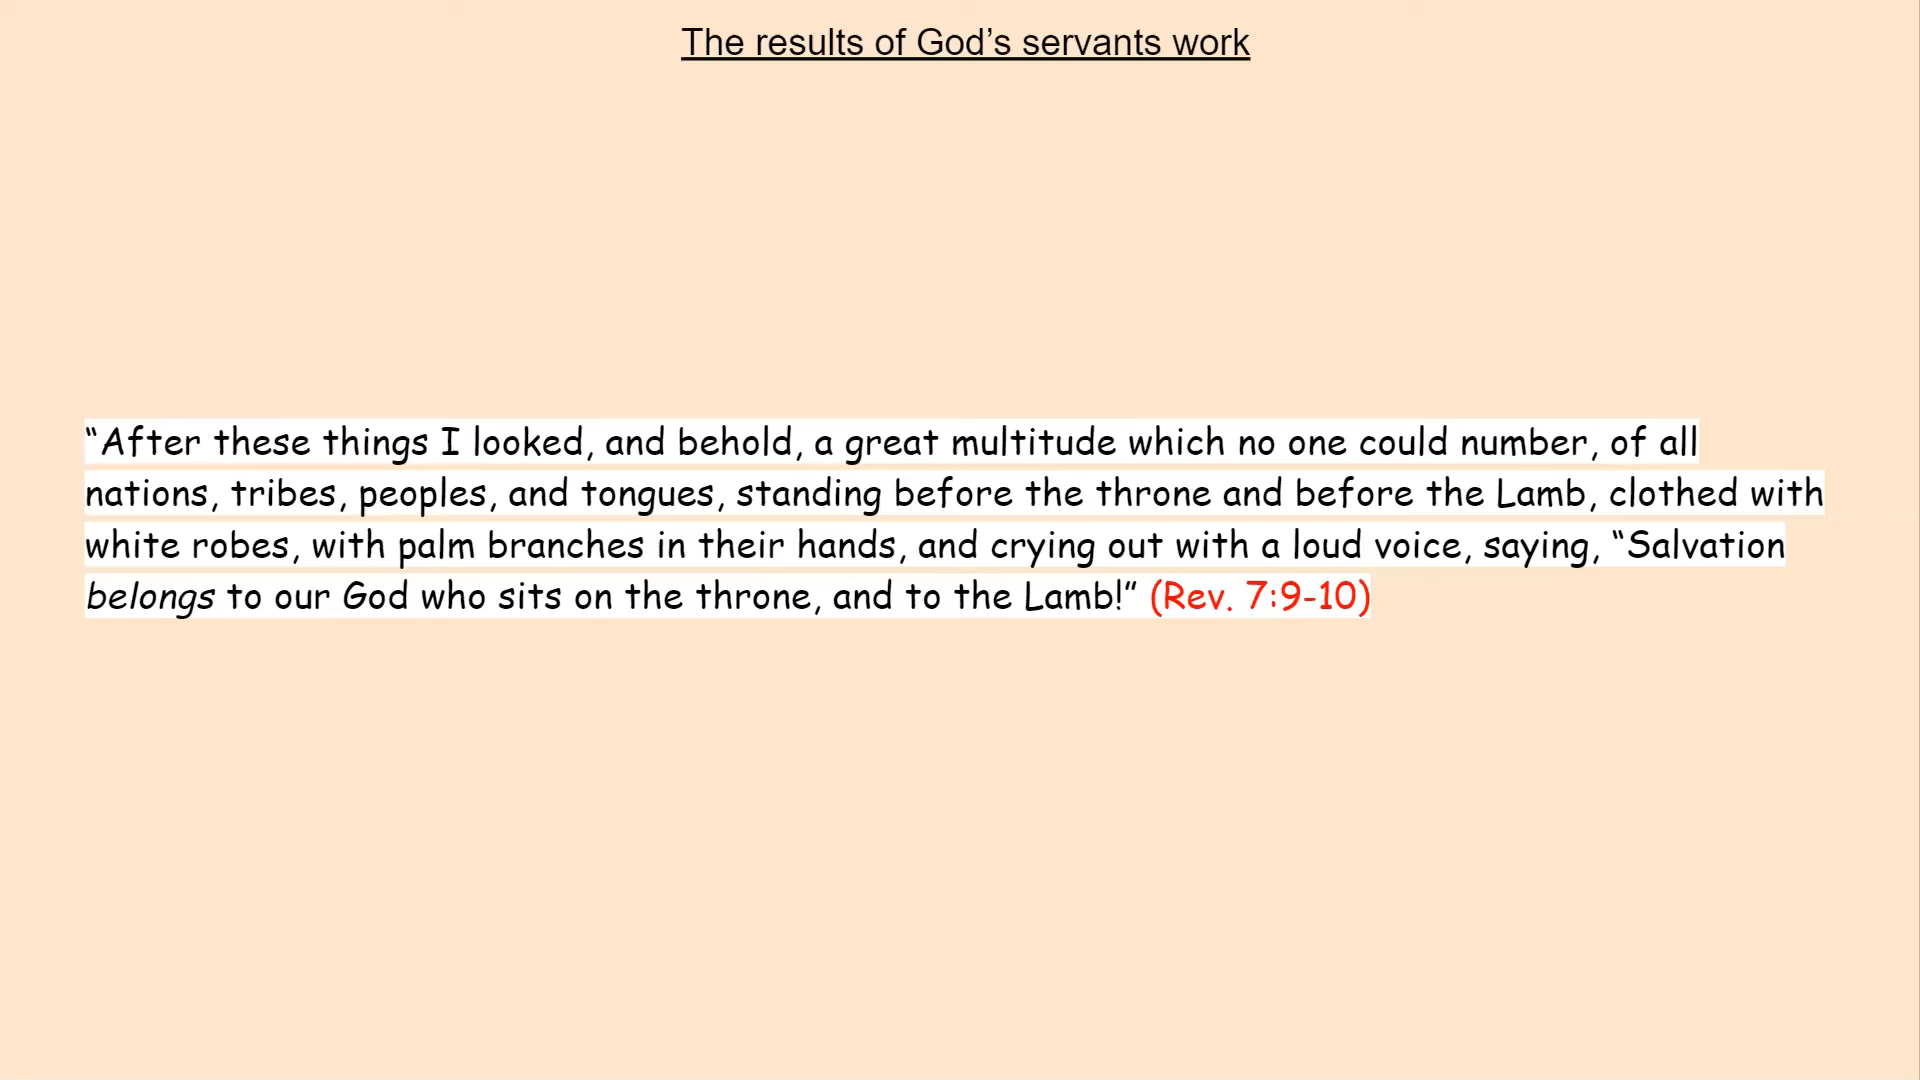 The results of God’s servants work
“After these things I looked, and behold, a great multitude which no one could number, of all
nations, tribes, peoples, and tongues, standing before the throne and before the Lamb, clothed with
white robes, with palm branches in their hands, and crying out with a loud voice, saying, “Salvation
belongs to our God who sits on the throne, and to the Lamb!” (Rev. 7:9-10)